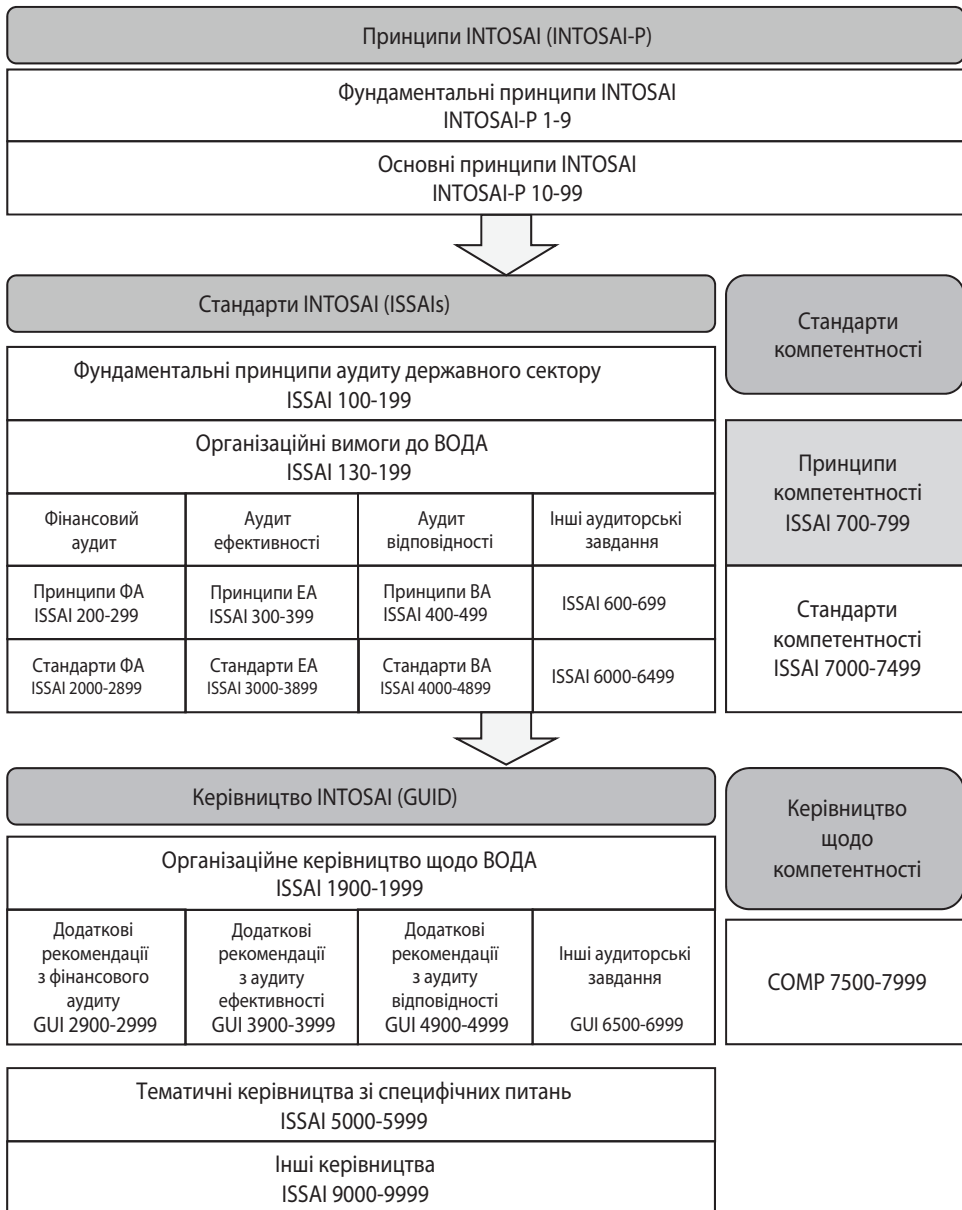 Принципи INTOSAI (INTOSAI-P)
Фундаментальні принципи INTOSAI
INTOSAI-P 1-9
Основні принципи INTOSAI
INTOSAI-P 10-99
Стандарти INTOSAI (ISSAIs)
Фундаментальні принципи аудиту державного сектору
ISSAI 100-199
Організаційні вимоги до ВОДА
ISSAI 130-199
Фінансовий
аудит
Аудит
ефективності
Аудит
відповідності
Інші аудиторські
завдання
Принципи ФА
ISSAI 200-299
Принципи ЕА
ISSAI 300-399
Принципи ВА
ISSAI 400-499
ISSAI 600-699
Стандарти ФА
ISSAI 2000-2899
Стандарти ЕА
ISSAI 3000-3899
Стандарти ВА
ISSAI 4000-4899
ISSAI 6000-6499
Стандарти
компетентності
Принципи
компетентності
ISSAI 700-799
Стандарти
компетентності
ISSAI 7000-7499
Керівництво INTOSAI (GUID)
Організаційне керівництво щодо ВОДА
ISSAI 1900-1999
Додаткові
рекомендації
з фінансового
аудиту
GUI 2900-2999
Додаткові
рекомендації
з аудиту
ефективності
GUI 3900-3999
Додаткові
рекомендації
з аудиту
відповідності
GUI 4900-4999
Інші аудиторські
завдання
GUI 6500-6999
Керівництво
щодо
компетентності
COMP 7500-7999
Тематичні керівництва зі специфічних питань
ISSAI 5000-5999
Інші керівництва
ISSAI 9000-9999